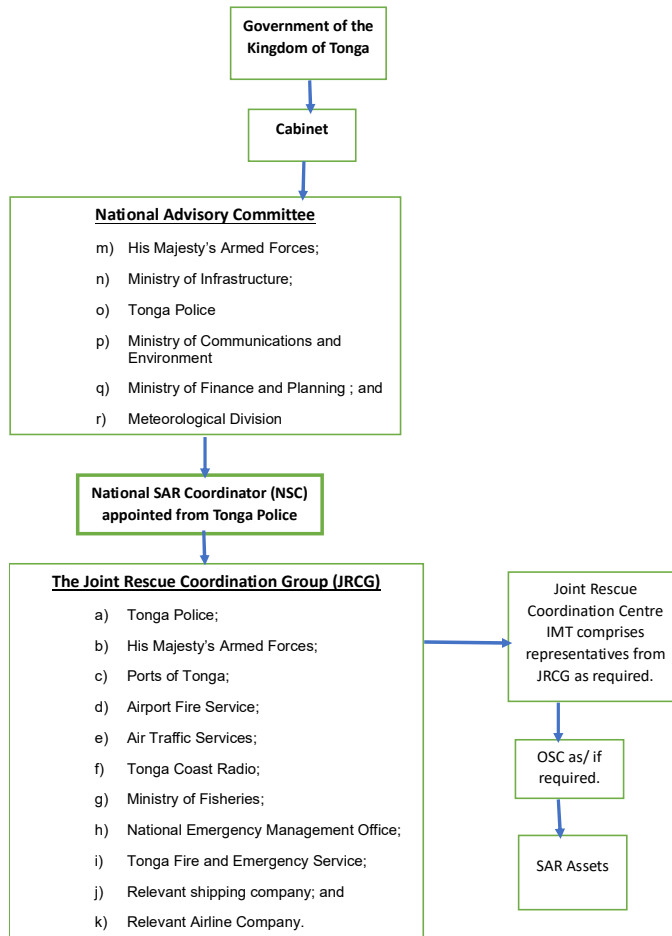 Government of the
Kingdom of Tonga
Cabinet
National Advisory Committee
m) His Majesty’s Armed Forces;
n) Ministry of Infrastructure;
o) Tonga Police
p) Ministry of Communications and
Environment
q) Ministry of Finance and Planning ; and
r) Meteorological Division
National SAR Coordinator (NSC)
appointed from Tonga Police
The Joint Rescue Coordination Group (JRCG)
a) Tonga Police;
b) His Majesty’s Armed Forces;
c) Ports of Tonga;
d) Airport Fire Service;
e) Air Traffic Services;
f) Tonga Coast Radio;
g) Ministry of Fisheries;
h) National Emergency Management Office;
i) Tonga Fire and Emergency Service;
j) Relevant shipping company; and
k) Relevant Airline Company.
Joint Rescue
Coordination Centre
IMT comprises
representatives from
JRCG as required.
OSC as/ if
required.
SAR Assets